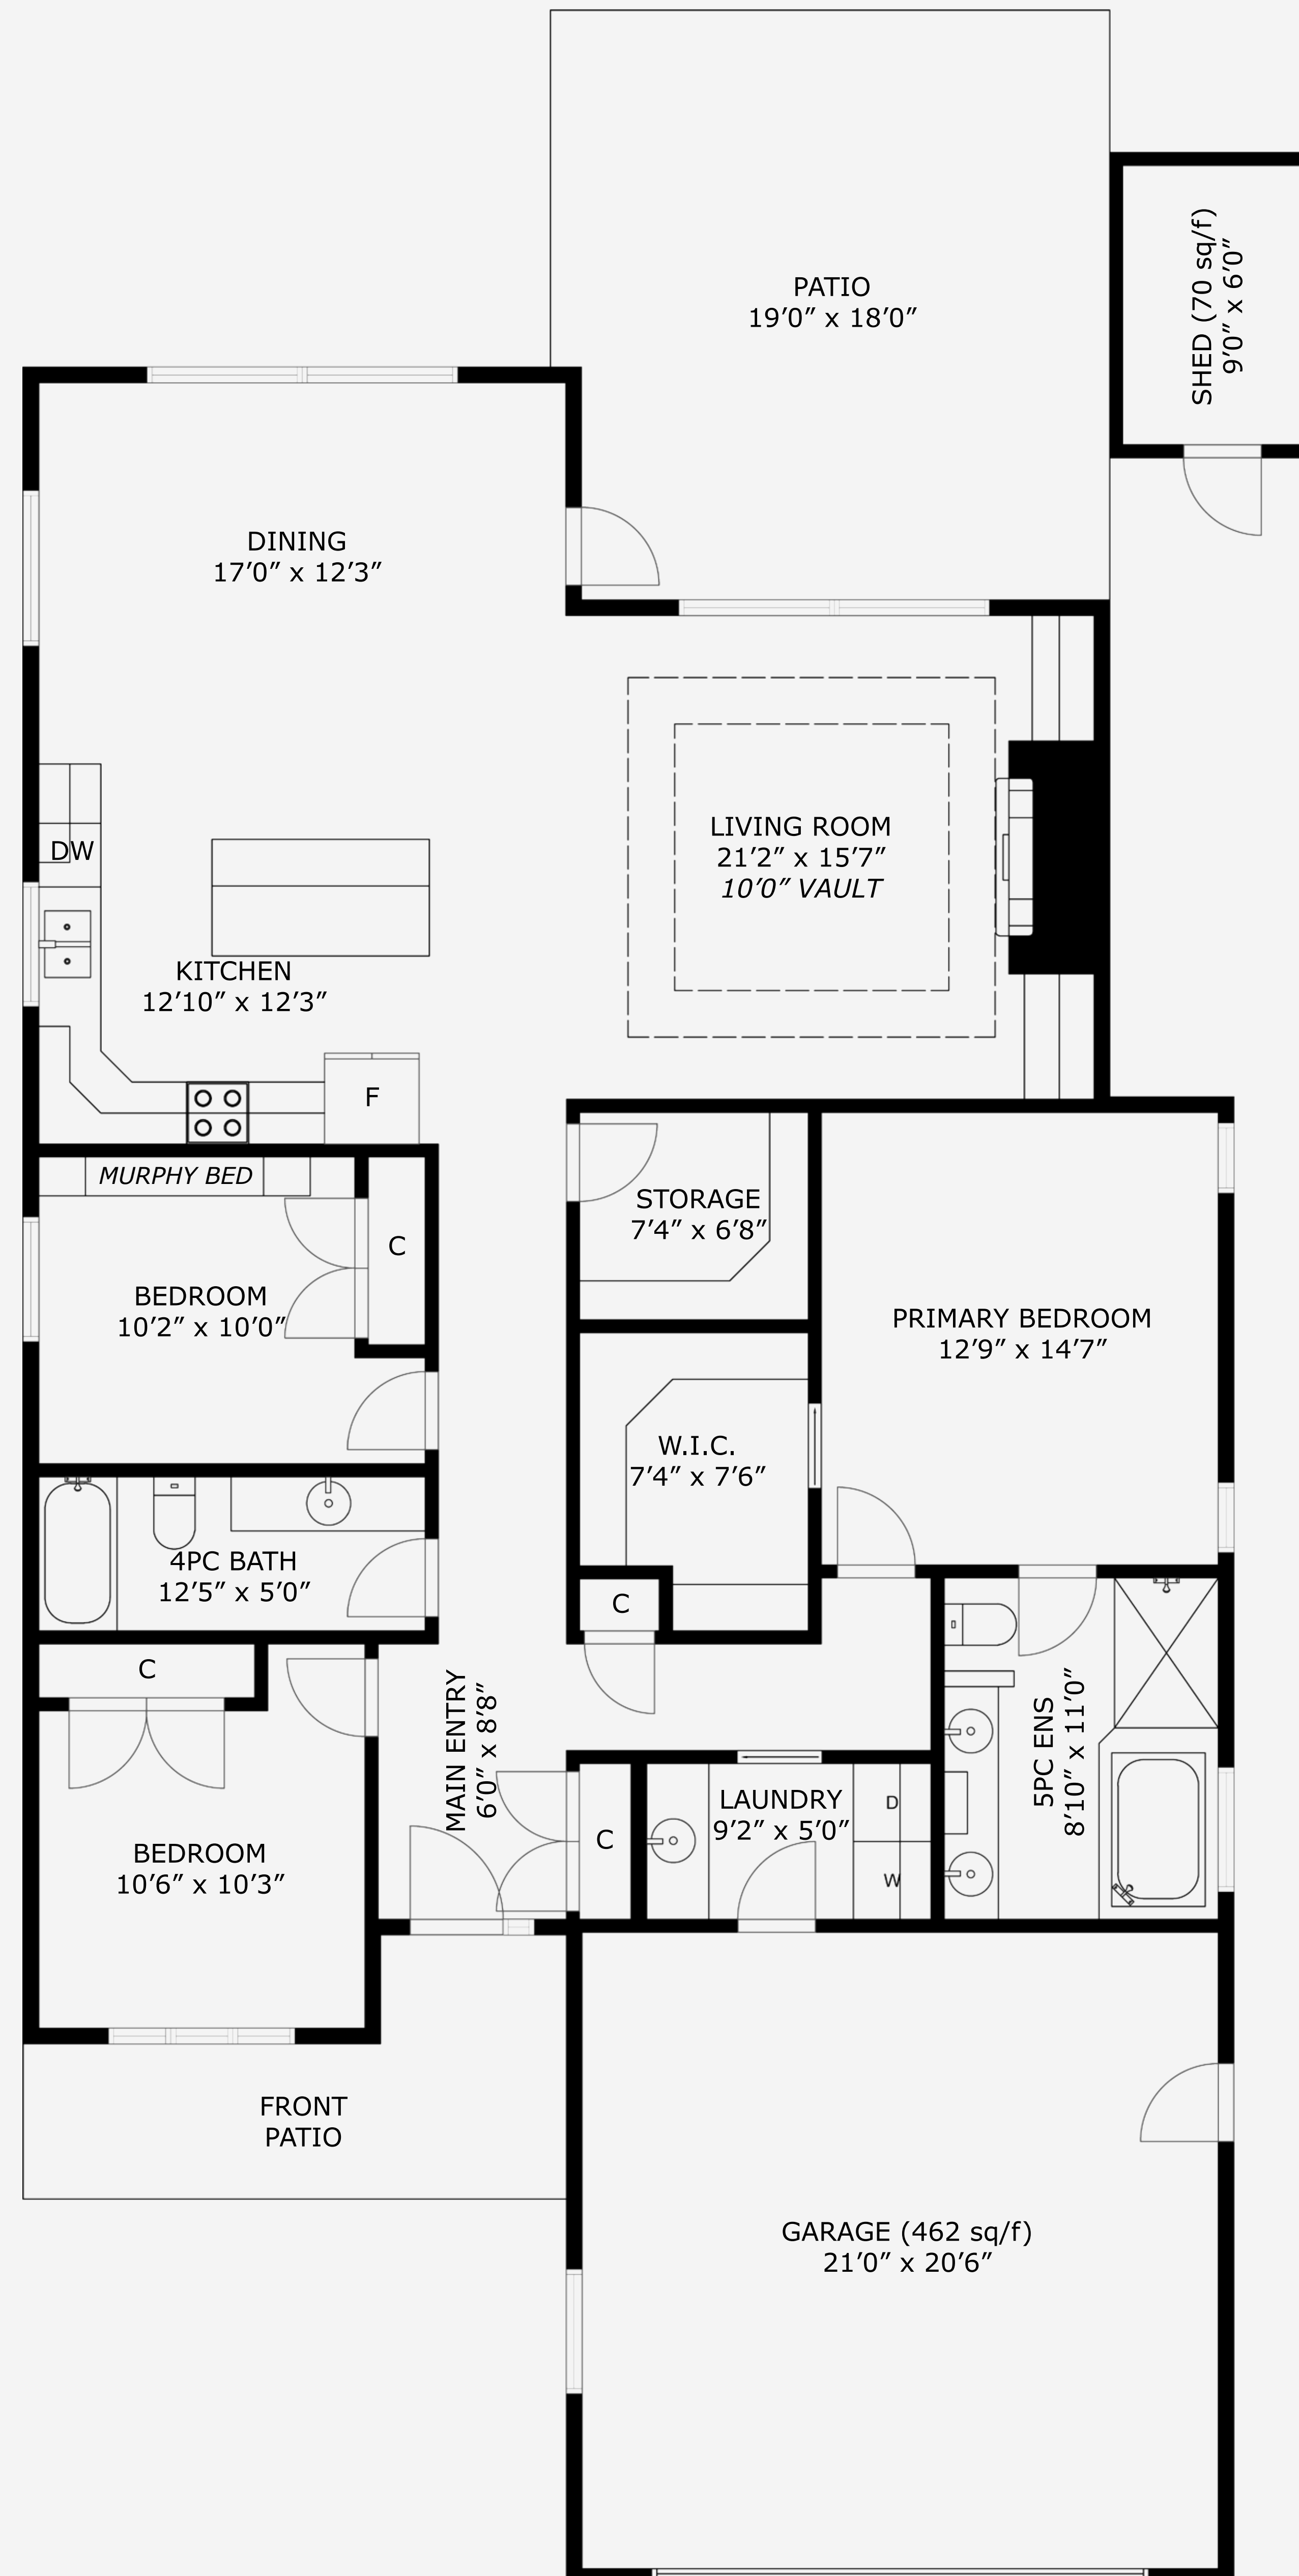 PATIO
19’0” x 18’0”
SHED (70 sq/f)
9’0” x 6’0”
DINING
17’0” x 12’3”
LIVING ROOM
21’2” x 15’7”
10’0” VAULT
DW
KITCHEN
12’10” x 12’3”
F
MURPHY BED
C
BEDROOM
10’2” x 10’0”
STORAGE
7’4” x 6’8”
PRIMARY BEDROOM
12’9” x 14’7”
W.I.C.
7’4” x 7’6”
4PC BATH
12’5” x 5’0”
C
C
MAIN ENTRY
6’0” x 8’8”
5PC ENS
8’10” x 11’0”
LAUNDRY
9’2” x 5’0”
D
W
C
BEDROOM
10’6” x 10’3”
FRONT
PATIO
GARAGE (462 sq/f)
21’0” x 20’6”